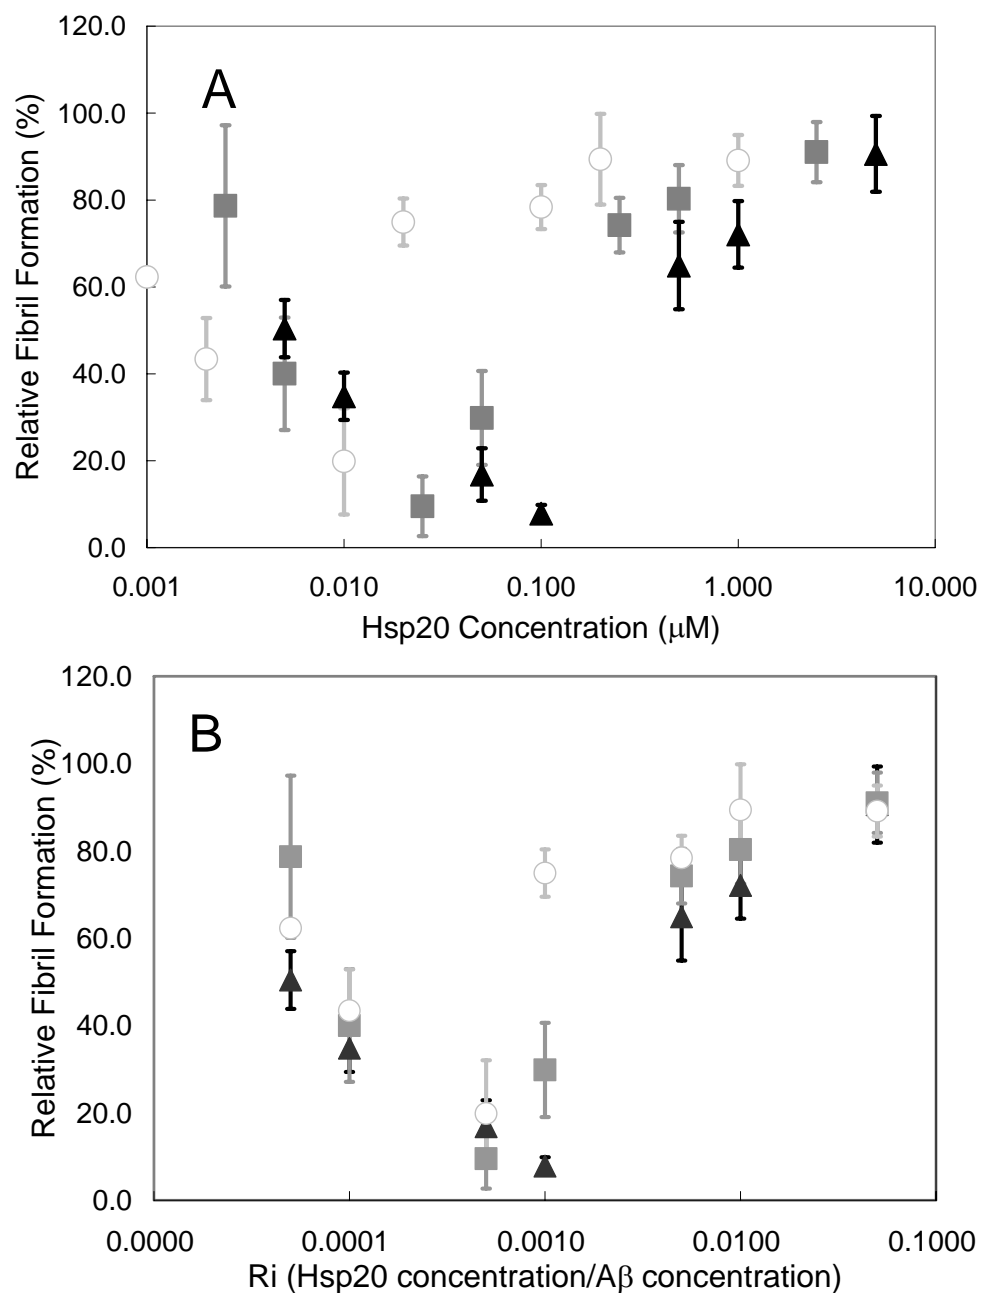 120.0
A
100.0
80.0
60.0
40.0
20.0
0.0
Relative Fibril Formation (%)
0.001 0.010 0.100 1.000 10.000
Hsp20 Concentration (μM)
120.0
B
100.0
80.0
60.0
40.0
20.0
0.0
Relative Fibril Formation (%)
0.0000 0.0001 0.0010 0.0100 0.1000
Ri (Hsp20 concentration/Aβ concentration)